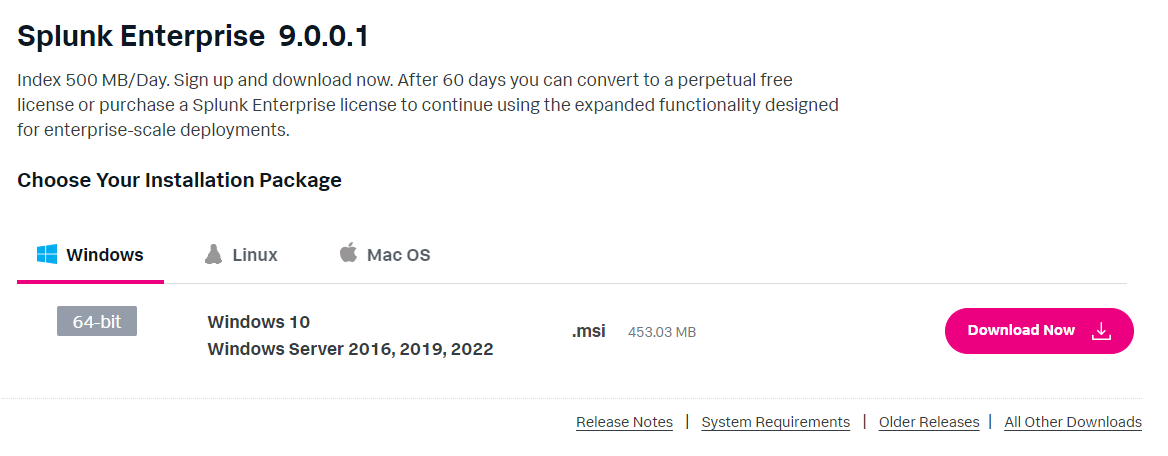 Splunk Enterprise 9.0.0.1
Index 500 MB/Day. Sign up and download now. After 60 days you can convert to a perpetual free
license or purchase a Splunk Enterprise license to continue using the expanded functionality designed
for enterprise-scale deployments.
Choose Your Installation Package
Windows Linux Mac OS
64-bit Windows 10 .msi 453.03 MB Download Now
Windows Server 2016, 2019, 2022
Release Notes | System Requirements | Older Releases | All Other Downloads